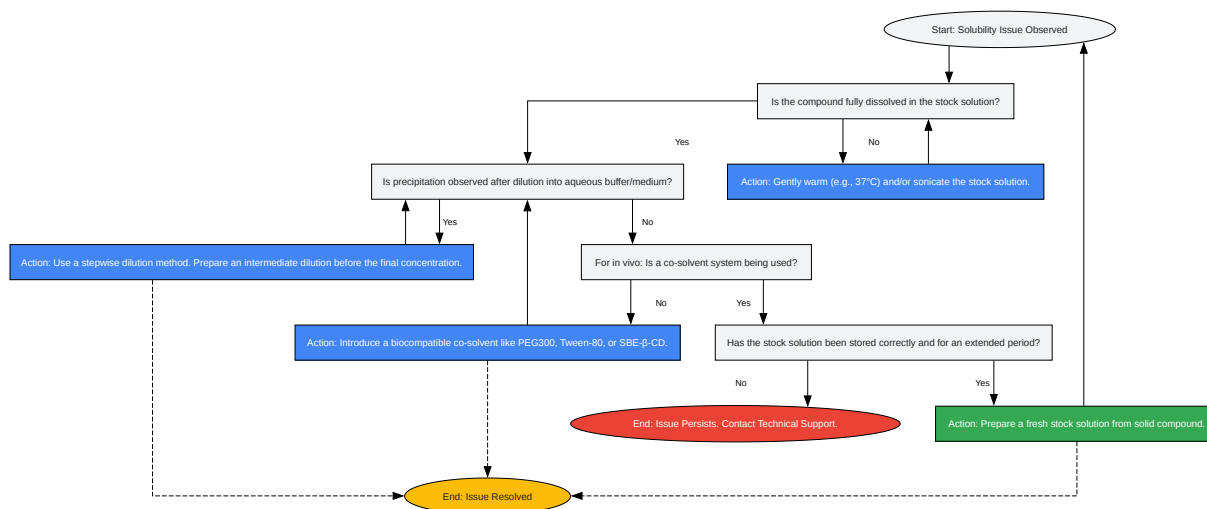 Start: Solubility Issue Observed
Is the compound fully dissolved in the stock solution?
Yes
No
Is precipitation observed after dilution into aqueous buffer/medium?
Action: Gently warm (e.g., 37°C) and/or sonicate the stock solution.
Yes
No
Action: Use a stepwise dilution method. Prepare an intermediate dilution before the final concentration.
For in vivo: Is a co-solvent system being used?
No
Yes
Action: Introduce a biocompatible co-solvent like PEG300, Tween-80, or SBE-β-CD.
Has the stock solution been stored correctly and for an extended period?
No
Yes
End: Issue Persists. Contact Technical Support.
Action: Prepare a fresh stock solution from solid compound.
End: Issue Resolved